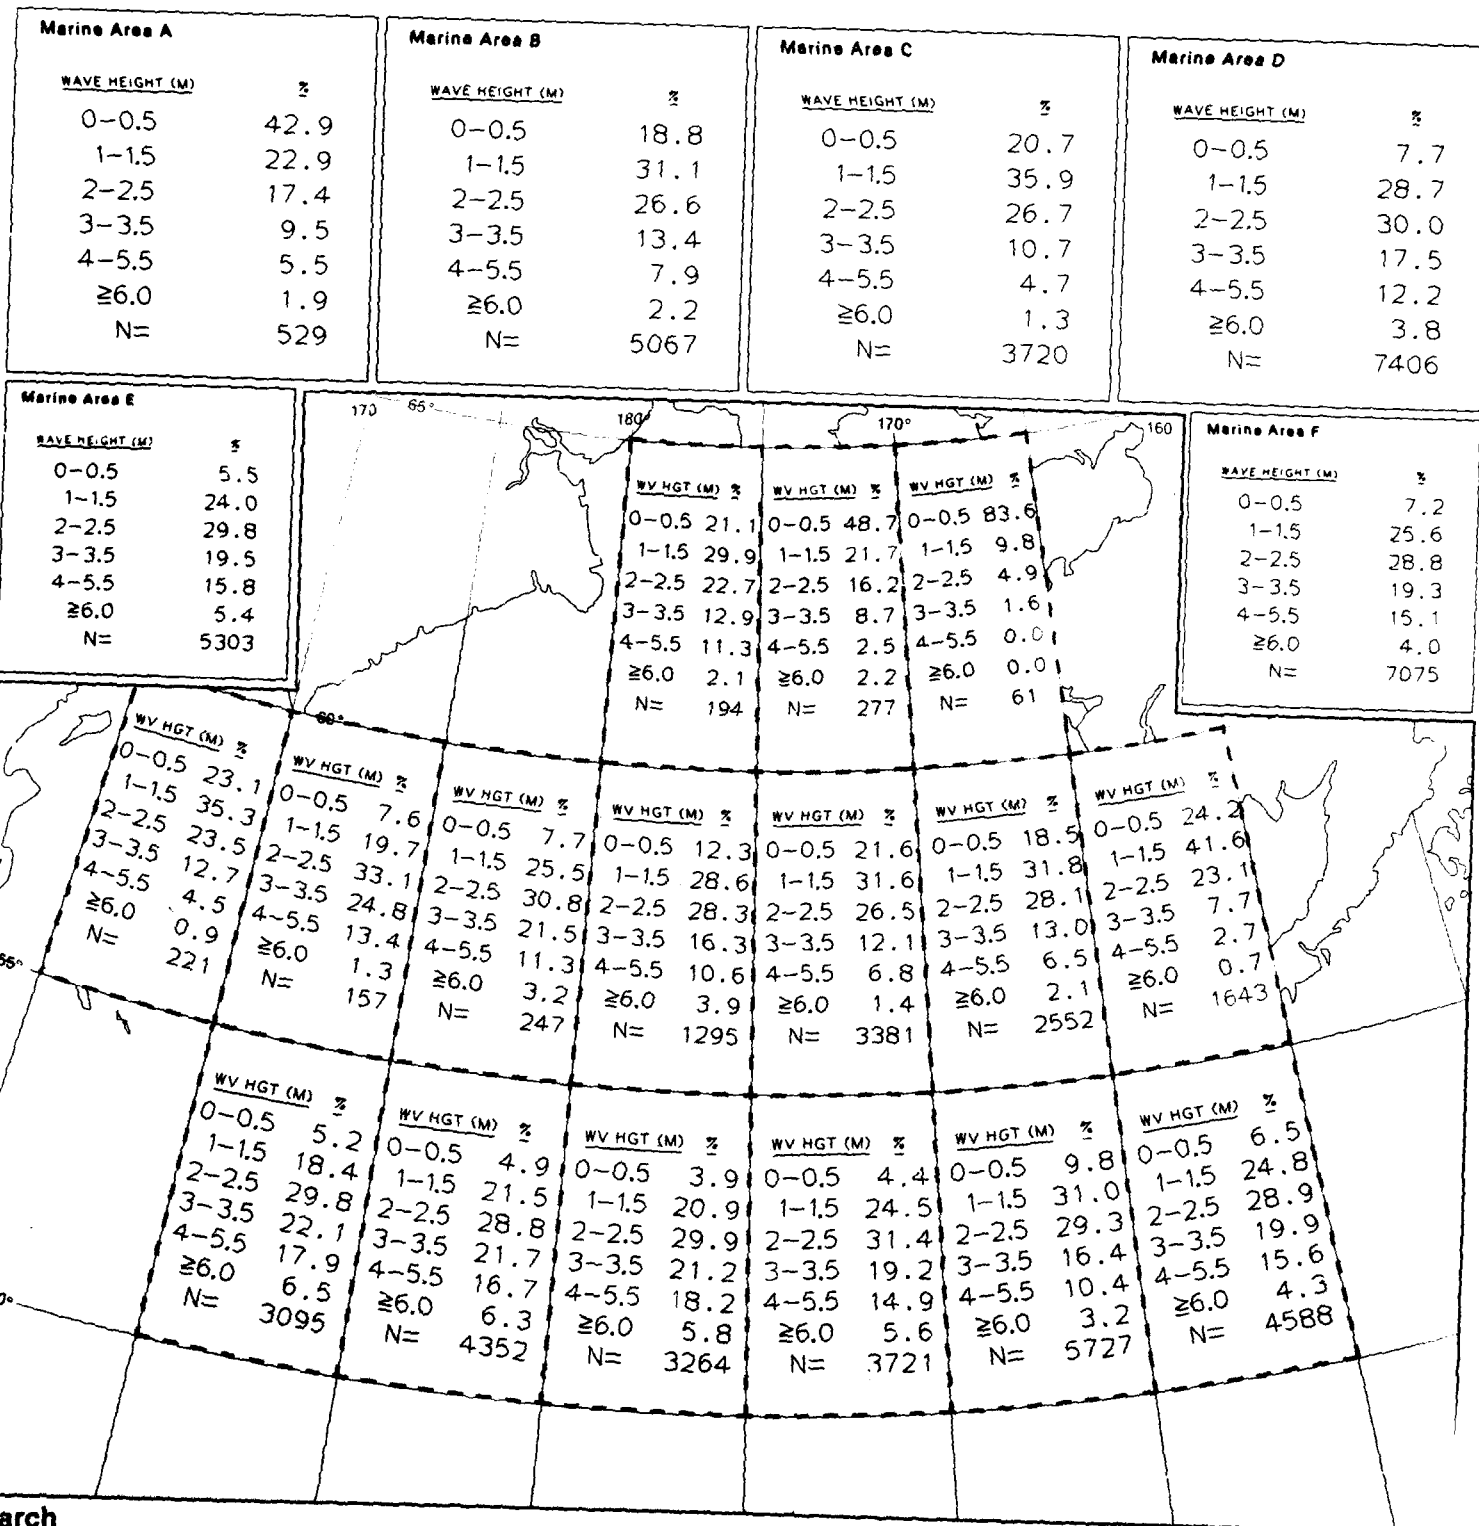 Marine Area A
WAVE HEIGHT (M) %
0-0.5 42.9
1-1.5 22.9
2-2.5 17.4
3-3.5 9.5
4-5.5 5.5
≧6.0 1.9
N= 529
Marine Area B
WAVE HEIGHT (M) %
0-0.5 18.8
1-1.5 31.1
2-2.5 26.6
3-3.5 13.4
4-5.5 7.9
≧6.0 2.2
N= 5067
Marine Area C
WAVE HEIGHT (M) %
0-0.5 20.7
1-1.5 35.9
2-2.5 26.7
3-3.5 10.7
4-5.5 4.7
≧6.0 1.3
N= 3720
Marine Area D
WAVE HEIGHT (M) %
0-0.5 7.7
1-1.5 28.7
2-2.5 30.0
3-3.5 17.5
4-5.5 12.2
≧6.0 3.8
N= 7406
Marine Area E
WAVE HEIGHT (M) %
0-0.5 5.5
1-1.5 24.0
2-2.5 29.8
3-3.5 19.5
4-5.5 15.8
≧6.0 5.4
N= 5303
170 65° 180° 170° 160
Marine Area F
WAVE HEIGHT (M) %
0-0.5 7.2
1-1.5 25.6
2-2.5 28.8
3-3.5 19.3
4-5.5 15.1
≧6.0 4.0
N= 7075
WV HGT (M) %
0-0.5 21.1
1-1.5 29.9
2-2.5 22.7
3-3.5 12.9
4-5.5 11.3
≧6.0 2.1
N= 194
WV HGT (M) %
0-0.5 48.7
1-1.5 21.7
2-2.5 16.2
3-3.5 8.7
4-5.5 2.5
≧6.0 2.2
N= 277
WV HGT (M) %
0-0.5 83.6
1-1.5 9.8
2-2.5 4.9
3-3.5 1.6
4-5.5 0.0
≧6.0 0.0
N= 61
60°
WV HGT (M) %
0-0.5 23.1
1-1.5 35.3
2-2.5 23.5
3-3.5 12.7
4-5.5 4.5
≧6.0 0.9
N= 221
WV HGT (M) %
0-0.5 7.6
1-1.5 19.7
2-2.5 33.1
3-3.5 24.8
4-5.5 13.4
≧6.0 1.3
N= 157
WV HGT (M) %
0-0.5 7.7
1-1.5 25.5
2-2.5 30.8
3-3.5 21.5
4-5.5 11.3
≧6.0 3.2
N= 247
WV HGT (M) %
0-0.5 12.3
1-1.5 28.6
2-2.5 28.3
3-3.5 16.3
4-5.5 10.6
≧6.0 3.9
N= 1295
WV HGT (M) %
0-0.5 21.6
1-1.5 31.6
2-2.5 26.5
3-3.5 12.1
4-5.5 6.8
≧6.0 1.4
N= 3381
WV HGT (M) %
0-0.5 18.5
1-1.5 31.8
2-2.5 28.1
3-3.5 13.0
4-5.5 6.5
≧6.0 2.1
N= 2552
WV HGT (M) %
0-0.5 24.2
1-1.5 41.6
2-2.5 23.1
3-3.5 7.7
4-5.5 2.7
≧6.0 0.7
N= 1643
55°
WV HGT (M) %
0-0.5 5.2
1-1.5 18.4
2-2.5 29.8
3-3.5 22.1
4-5.5 17.9
≧6.0 6.5
N= 3095
WV HGT (M) %
0-0.5 4.9
1-1.5 21.5
2-2.5 28.8
3-3.5 21.7
4-5.5 16.7
≧6.0 6.3
N= 4352
WV HGT (M) %
0-0.5 3.9
1-1.5 20.9
2-2.5 29.9
3-3.5 21.2
4-5.5 18.2
≧6.0 5.8
N= 3264
WV HGT (M) %
0-0.5 4.4
1-1.5 24.5
2-2.5 31.4
3-3.5 19.2
4-5.5 14.9
≧6.0 5.6
N= 3721
WV HGT (M) %
0-0.5 9.8
1-1.5 31.0
2-2.5 29.3
3-3.5 16.4
4-5.5 10.4
≧6.0 3.2
N= 5727
WV HGT (M) %
0-0.5 6.5
1-1.5 24.8
2-2.5 28.9
3-3.5 19.9
4-5.5 15.6
≧6.0 4.3
N= 4588
0°
arch